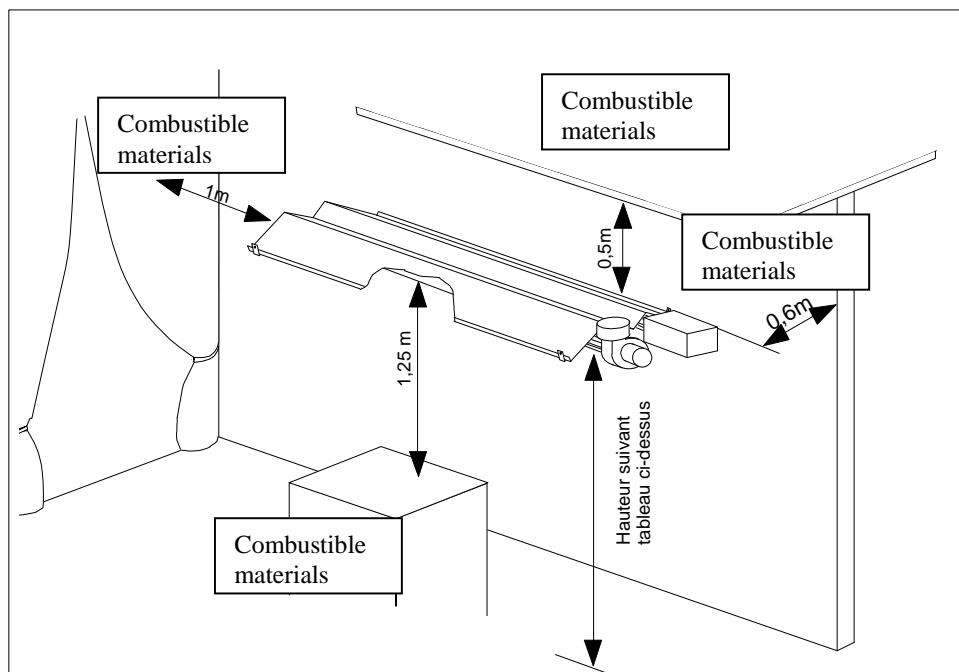 Combustible
materials
Combustible
materials
1m
0,5m
Combustible
materials
0,6m
1,25 m
Hauteur suivant
tableau ci-dessus
Combustible
materials